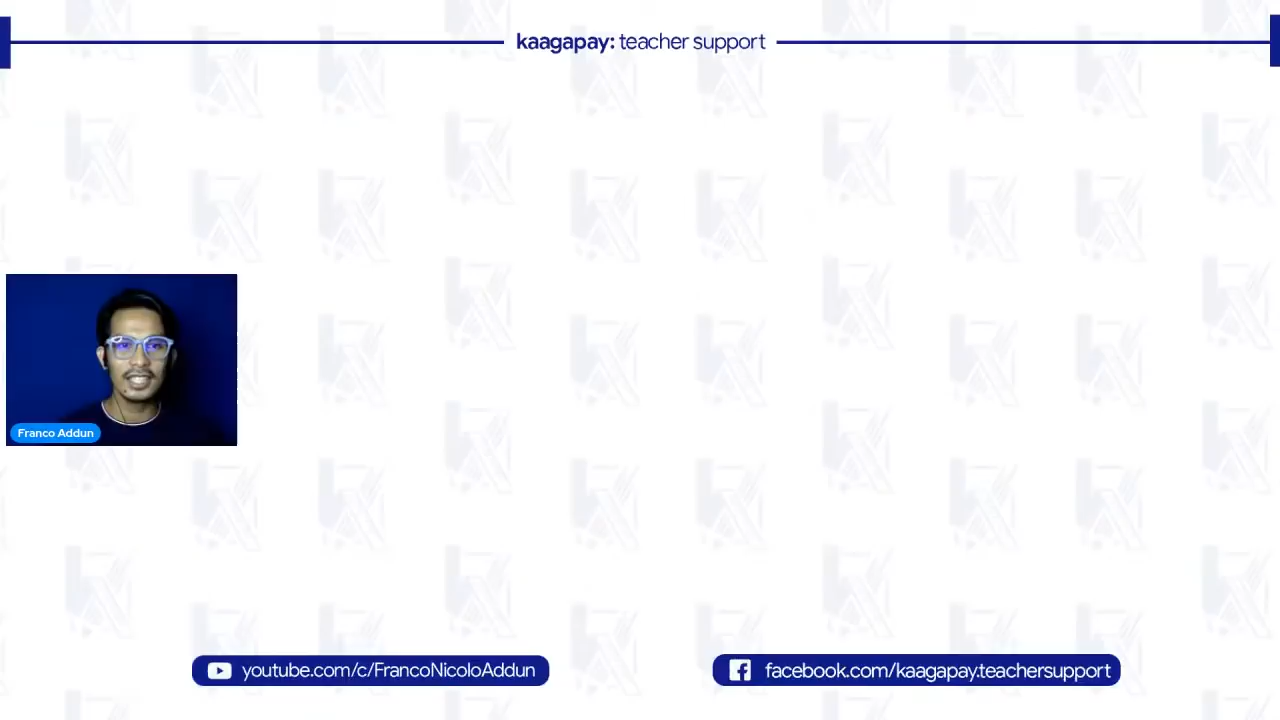 kaagapay: teacher support
Franco Addun
youtube.com/c/FrancoNicoloAddun
facebook.com/kaagapay.teachersupport